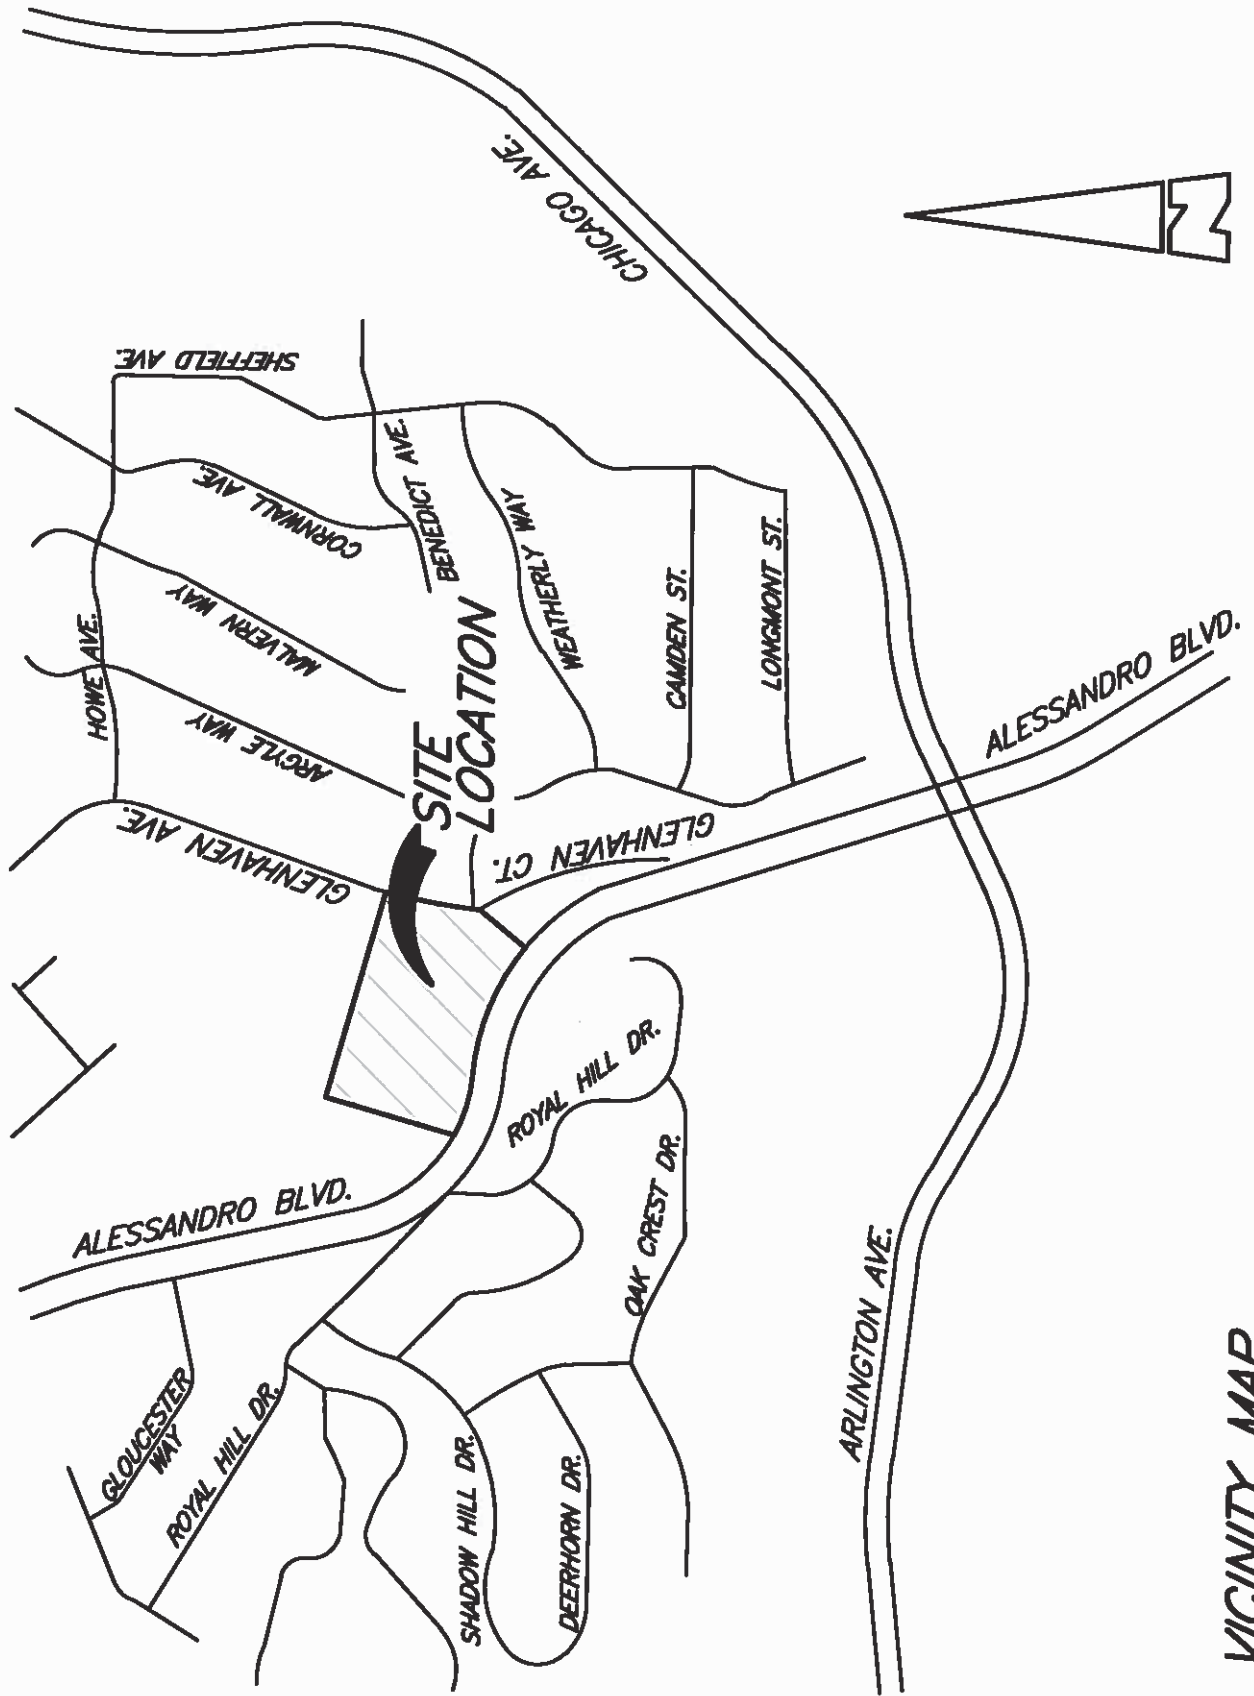 CHICAGO AVE.
SHEFFIELD AVE.
CORNWALL AVE.
BENEDICT AVE.
WEATHERLY WAY
MALVERN WAY
HOWE AVE.
CAMDEN ST.
LONGMONT ST.
ARGYLE WAY
SITE
LOCATION
ALESSANDRO BLVD.
GLENHAVEN AVE.
GLENHAVEN CT.
ROYAL HILL DR.
ALESSANDRO BLVD.
OAK CREST DR.
ARLINGTON AVE.
GLOUCESTER
WAY
ROYAL HILL DR.
SHADOW HILL DR.
DEERHORN DR.
VICINITY MAP
N